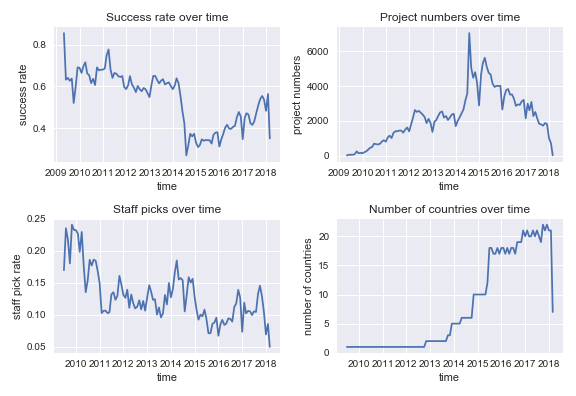 Success rate over time
success rate
0.8
0.6
0.4
2009 2010 2011 2012 2013 2014 2015 2016 2017 2018
time
Project numbers over time
project numbers
6000
4000
2000
0
2009 2010 2011 2012 2013 2014 2015 2016 2017 2018
time
Staff picks over time
staff pick rate
0.25
0.20
0.15
0.10
0.05
2010 2011 2012 2013 2014 2015 2016 2017 2018
time
Number of countries over time
number of countries
20
15
10
5
0
2010 2011 2012 2013 2014 2015 2016 2017 2018
time